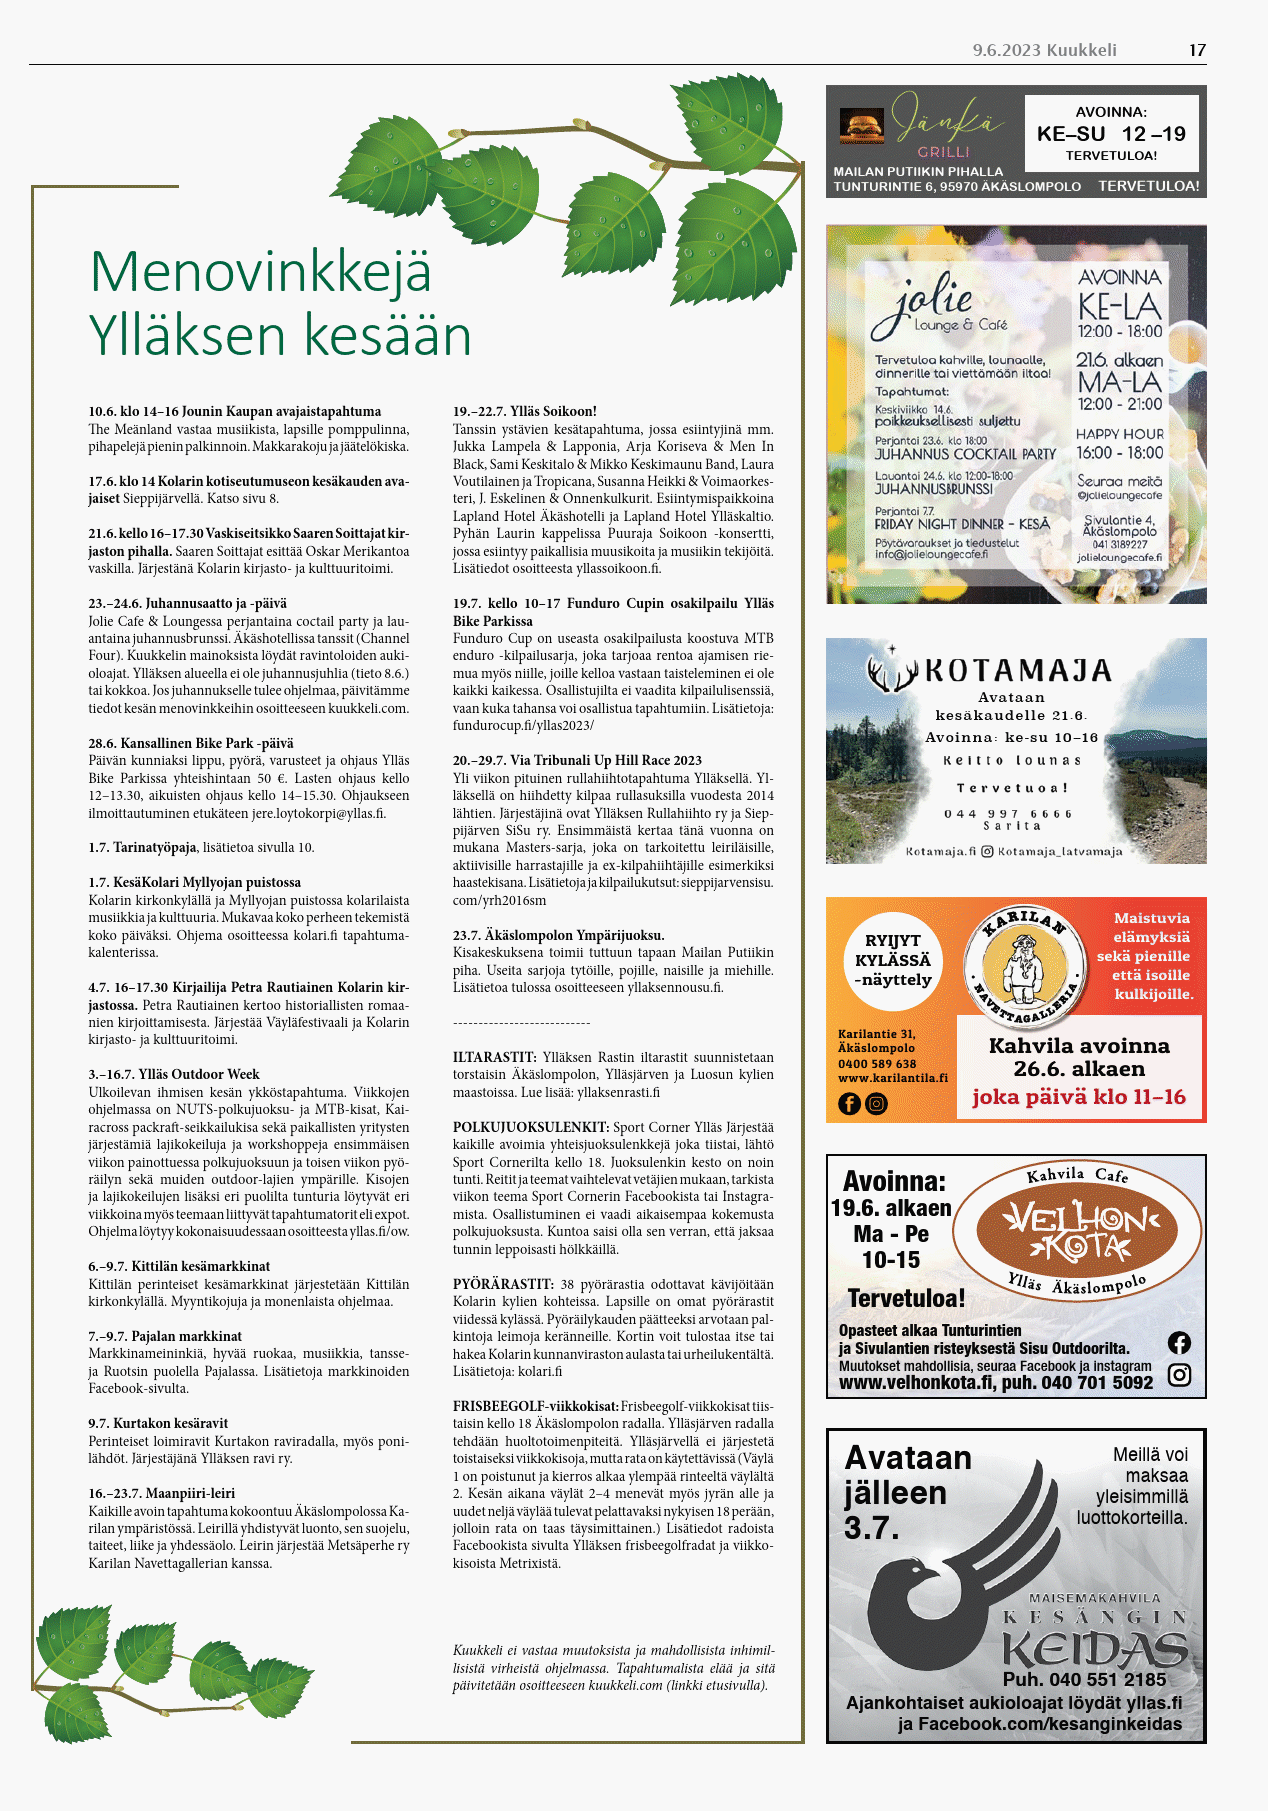 9.6.2023 Kuukkeli 17
Menovinkkejä
Ylläksen kesään
10.6. klo 14–16 Jounin Kaupan avajaistapahtuma
The Meänland vastaa musiikista, lapsille pomppulinna,
pihapelejä pienin palkinnoin. Makkarakoju ja jäätelökiska.
17.6. klo 14 Kolarin kotiseutumuseon kesäkauden ava-
jaiset Sieppijärvellä. Katso sivu 8.
21.6. kello 16–17.30 Vaskiseitsikko Saaren Soittajat kir-
jaston pihalla. Saaren Soittajat esittää Oskar Merikantoa
vaskilla. Järjestänä Kolarin kirjasto- ja kulttuuritoimi.
23.–24.6. Juhannusaatto ja -päivä
Jolie Cafe & Loungessa perjantaina coctail party ja lau-
antaina juhannusbrunssi. Äkäshotellissa tanssit (Channel
Four). Kuukkelin mainoksista löydät ravintoloiden auki-
oloajat. Ylläksen alueella ei ole juhannusjuhlia (tieto 8.6.)
tai kokkoa. Jos juhannukselle tulee ohjelmaa, päivitämme
tiedot kesän menovinkkeihin osoitteeseen kuukkeli.com.
28.6. Kansallinen Bike Park -päivä
Päivän kunniaksi lippu, pyörä, varusteet ja ohjaus Ylläs
Bike Parkissa yhteishintaan 50 €. Lasten ohjaus kello
12–13.30, aikuisten ohjaus kello 14–15.30. Ohjaukseen
ilmoittautuminen etukäteen jere.loytokorpi@yllas.fi.
1.7. Tarinatyöpaja, lisätietoa sivulla 10.
1.7. KesäKolari Myllyojan puistossa
Kolarin kirkonkylällä ja Myllyojan puistossa kolarilaista
musiikkia ja kulttuuria. Mukavaa koko perheen tekemistä
koko päiväksi. Ohjema osoitteessa kolari.fi tapahtuma-
kalenterissa.
4.7. 16–17.30 Kirjailija Petra Rautiainen Kolarin kir-
jastossa. Petra Rautiainen kertoo historiallisten romaa-
nien kirjoittamisesta. Järjestää Väyläfestivaali ja Kolarin
kirjasto- ja kulttuuritoimi.
3.–16.7. Ylläs Outdoor Week
Ulkoilevan ihmisen kesän ykköstapahtuma. Viikkojen
ohjelmassa on NUTS-polkujuoksu- ja MTB-kisat, Kai-
racross packraft-seikkailukisa sekä paikallisten yritysten
järjestämiä lajikokeiluja ja workshoppeja ensimmäisen
viikon painottuessa polkujuoksuun ja toisen viikon pyö-
räilyn sekä muiden outdoor-lajien ympärille. Kisojen
ja lajikokeilujen lisäksi eri puolilta tunturia löytyvät eri
viikkoina myös teemaan liittyvät tapahtumatorit eli expot.
Ohjelma löytyy kokonaisuudessaan osoitteesta yllas.fi/ow.
6.–9.7. Kittilän kesämarkkinat
Kittilän perinteiset kesämarkkinat järjestetään Kittilän
kirkonkylällä. Myyntikojuja ja monenlaista ohjelmaa.
7.–9.7. Pajalan markkinat
Markkinameininkiä, hyvää ruokaa, musiikkia, tansse-
ja Ruotsin puolella Pajalassa. Lisätietoja markkinoiden
Facebook-sivulta.
9.7. Kurtakon kesäravit
Perinteiset loimiravit Kurtakon raviradalla, myös poni-
lähdöt. Järjestäjänä Ylläksen ravi ry.
16.–23.7. Maanpiiri-leiri
Kaikille avoin tapahtuma kokoontuu Äkäslompolossa Ka-
rilan ympäristössä. Leirillä yhdistyvät luonto, sen suojelu,
taiteet, liike ja yhdessäolo. Leirin järjestää Metsäperhe ry
Karilan Navettagallerian kanssa.
19.–22.7. Ylläs Soikoon!
Tanssin ystävien kesätapahtuma, jossa esiintyjinä mm.
Jukka Lampela & Lapponia, Arja Koriseva & Men In
Black, Sami Keskitalo & Mikko Keskimaunu Band, Laura
Voutilainen ja Tropicana, Susanna Heikki & Voimaorkes-
teri, J. Eskelinen & Onnenkulkurit. Esiintymispaikkoina
Lapland Hotel Äkäshotelli ja Lapland Hotel Ylläskaltio.
Pyhän Laurin kappelissa Puuraja Soikoon -konsertti,
jossa esiintyy paikallisia muusikoita ja musiikin tekijöitä.
Lisätiedot osoitteesta yllassoikoon.fi.
19.7. kello 10–17 Funduro Cupin osakilpailu Ylläs
Bike Parkissa
Funduro Cup on useasta osakilpailusta koostuva MTB
enduro -kilpailusarja, joka tarjoaa rentoa ajamisen rie-
mua myös niille, joille kelloa vastaan taisteleminen ei ole
kaikki kaikessa. Osallistujilta ei vaadita kilpailulisenssiä,
vaan kuka tahansa voi osallistua tapahtumiin. Lisätietoja:
fundurocup.fi/yllas2023/
20.–29.7. Via Tribunali Up Hill Race 2023
Yli viikon pituinen rullahiihtotapahtuma Ylläksellä. Yl-
läksellä on hiihdetty kilpaa rullasuksilla vuodesta 2014
lähtien. Järjestäjinä ovat Ylläksen Rullahiihto ry ja Siep-
pijärven SiSu ry. Ensimmäistä kertaa tänä vuonna on
mukana Masters-sarja, joka on tarkoitettu leiriläisille,
aktiivisille harrastajille ja ex-kilpahiihtäjille esimerkiksi
haastekisana. Lisätietoja ja kilpailukutsut: sieppijarvensisu.
com/yrh2016sm
23.7. Äkäslompolon Ympärijuoksu.
Kisakeskuksena toimii tuttuun tapaan Mailan Putiikin
piha. Useita sarjoja tytöille, pojille, naisille ja miehille.
Lisätietoa tulossa osoitteeseen yllaksennousu.fi.
---------------------------
ILTARASTIT: Ylläksen Rastin iltarastit suunnistetaan
torstaisin Äkäslompolon, Ylläsjärven ja Luosun kylien
maastoissa. Lue lisää: yllaksenrasti.fi
POLKUJUOKSULENKIT: Sport Corner Ylläs Järjestää
kaikille avoimia yhteisjuoksulenkkejä joka tiistai, lähtö
Sport Cornerilta kello 18. Juoksulenkin kesto on noin
tunti. Reitit ja teemat vaihtelevat vetäjien mukaan, tarkista
viikon teema Sport Cornerin Facebookista tai Instagra-
mista. Osallistuminen ei vaadi aikaisempaa kokemusta
polkujuoksusta. Kuntoa saisi olla sen verran, että jaksaa
tunnin leppoisasti hölkkäillä.
PYÖRÄRASTIT: 38 pyörärastia odottavat kävijöitään
Kolarin kylien kohteissa. Lapsille on omat pyörärastit
viidessä kylässä. Pyöräilykauden päätteeksi arvotaan pal-
kintoja leimoja keränneille. Kortin voit tulostaa itse tai
hakea Kolarin kunnanviraston aulasta tai urheilukentältä.
Lisätietoja: kolari.fi
FRISBEEGOLF-viikkokisat: Frisbeegolf-viikkokisat tiis-
taisin kello 18 Äkäslompolon radalla. Ylläsjärven radalla
tehdään huoltotoimenpiteitä. Ylläsjärvellä ei järjestetä
toistaiseksi viikkokisoja, mutta rata on käytettävissä (Väylä
1 on poistunut ja kierros alkaa ylempää rinteeltä väylältä
2. Kesän aikana väylät 2–4 menevät myös jyrän alle ja
uudet neljä väylää tulevat pelattavaksi nykyisen 18 perään,
jolloin rata on taas täysimittainen.) Lisätiedot radoista
Facebookista sivulta Ylläksen frisbeegolfradat ja viikko-
kisoista Metrixistä.
Kuukkeli ei vastaa muutoksista ja mahdollisista inhimil-
lisistä virheistä ohjelmassa. Tapahtumalista elää ja sitä
päivitetään osoitteeseen kuukkeli.com (linkki etusivulla).
Jänkä
GRILLI
MAILAN PUTIIKIN PIHALLA
TUNTURINTIE 6, 95970 ÄKÄSLOMPOLO TERVETULOA!
AVOINNA:
KE–SU 12 –19
TERVETULOA!
jolie
Lounge & Café
Tervetuloa kahville, lounaalle,
dinnerille tai viettämään iltaa!
Tapahtumat:
Keskiviikko 14.6.
poikkeuksellisesti suljettu
Perjantai 23.6. klo 18:00
JUHANNUS COCKTAIL PARTY
Lauantai 24.6. klo 12:00-18:00
JUHANNUSBRUNSSI
Perjantai 7.7.
FRIDAY NIGHT DINNER - KESÄ
Pöytävaraukset ja tiedustelut
info@jolieloungecafe.fi
AVOINNA
KE-LA
12:00 - 18:00
21.6. alkaen
MA-LA
12:00 - 21:00
HAPPY HOUR
16:00 - 18:00
Seuraa meitä
@jolieloungecafe
Sivulantie 4,
Äkäslompolo
041 3189227
jolieloungecafe.fi
KOTAMAJA
Avataan
kesäkaudelle 21.6.
Avoinna: ke-su 10–16
Keitto lounas
Tervetuoa!
044 997 6666
Sarita
Kotamaja.fi Kotamaja_latvamaja
RYIJYT
KYLÄSSÄ
-näyttely
KARILAN
• NAVETTAGALLERIA •
Maistuvia
elämyksiä
sekä pienille
että isoille
kulkijoille.
Karilantie 31,
Äkäslompolo
0400 589 638
www.karilantila.fi
Kahvila avoinna
26.6. alkaen
joka päivä klo 11–16
Avoinna:
19.6. alkaen
Ma - Pe
10-15
Tervetuloa!
Kahvila Cafe
VELHON
KOTA
Ylläs Äkäslompolo
Opasteet alkaa Tunturintien
ja Sivulantien risteyksestä Sisu Outdoorilta.
Muutokset mahdollisia, seuraa Facebook ja instagram
www.velhonkota.fi, puh. 040 701 5092
Avataan
jälleen
3.7.
Meillä voi
maksaa
yleisimmillä
luottokorteilla.
MAISEMAKAHVILA
KESÄNGIN
KEIDAS
Puh. 040 551 2185
Ajankohtaiset aukioloajat löydät yllas.fi
ja Facebook.com/kesanginkeidas